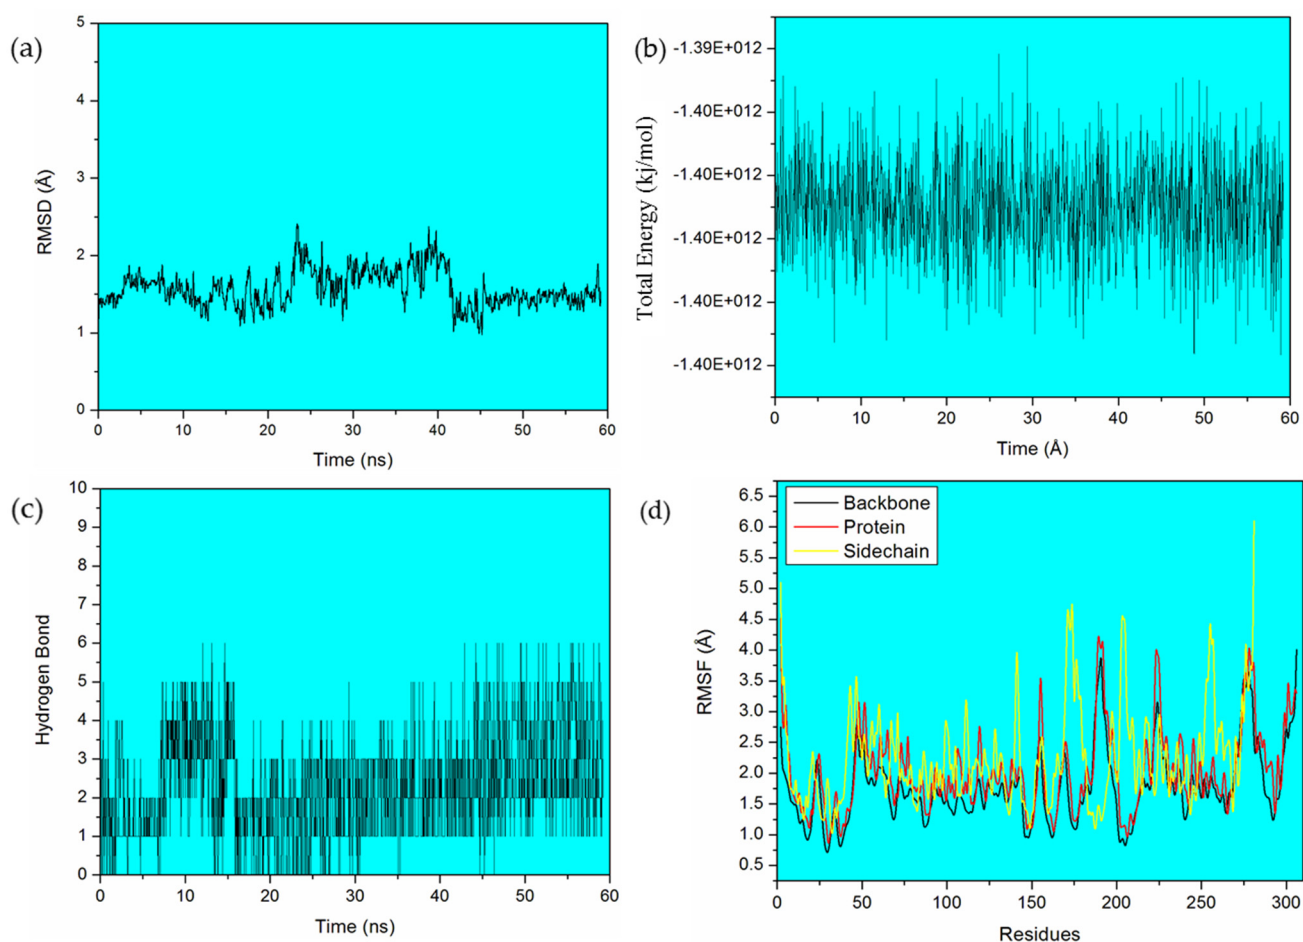 (a)
5
4
3
2
1
0
RMSD (Å)
0 10 20 30 40 50 60
Time (ns)
(b)
-1.39E+012
-1.40E+012
-1.40E+012
-1.40E+012
-1.40E+012
-1.40E+012
Total Energy (kj/mol)
0 10 20 30 40 50 60
Time (Å)
(c)
10
9
8
7
6
5
4
3
2
1
0
Hydrogen Bond
0 10 20 30 40 50 60
Time (ns)
(d)
6.5
6.0
5.5
5.0
4.5
4.0
3.5
3.0
2.5
2.0
1.5
1.0
0.5
RMSF (Å)
Backbone
Protein
Sidechain
0 50 100 150 200 250 300
Residues